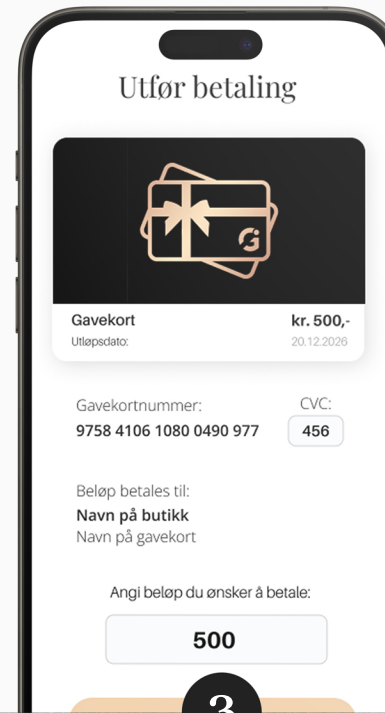 Utfør betaling
Gavekort kr. 500,-
Utløpsdato: 20.12.2026
Gavekortnummer: CVC:
9758 4106 1080 0490 977 456
Beløp betales til:
Navn på butikk
Navn på gavekort
Angi beløp du ønsker å betale:
500
3